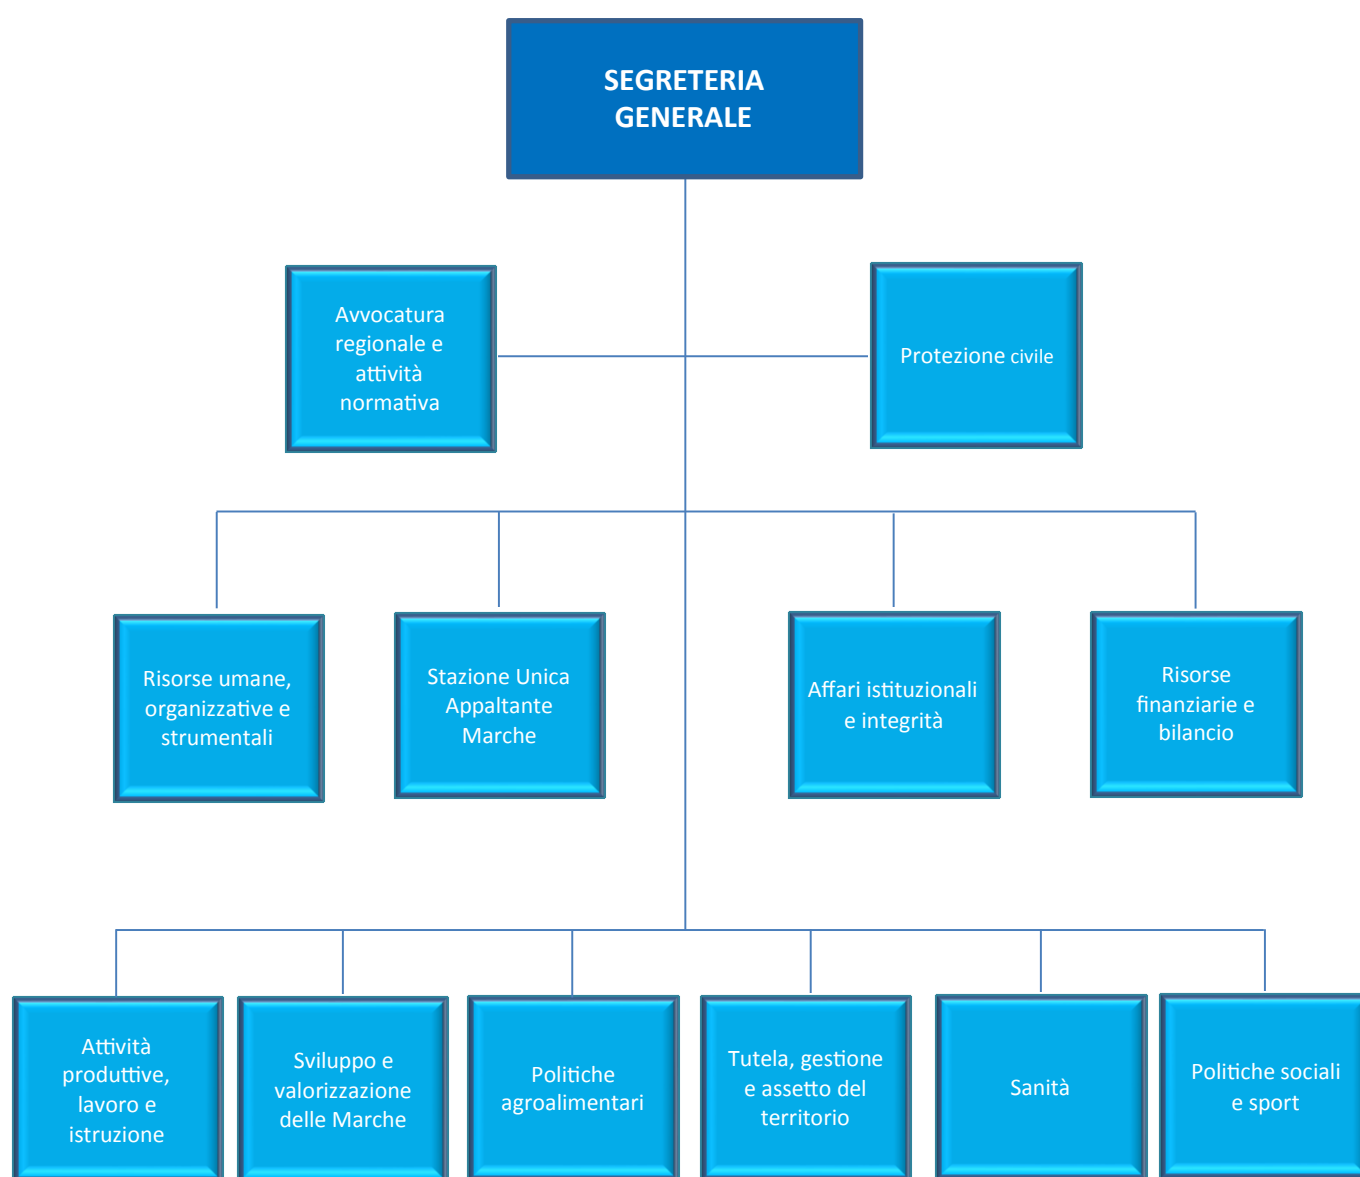 SEGRETERIA
GENERALE
Avvocatura
regionale e
attività
normativa
Protezione civile
Risorse umane,
organizzative e
strumentali
Stazione Unica
Appaltante
Marche
Affari istituzionali
e integrità
Risorse
finanziarie e
bilancio
Attività
produttive,
lavoro e
istruzione
Sviluppo e
valorizzazione
delle Marche
Politiche
agroalimentari
Tutela, gestione
e assetto del
territorio
Sanità
Politiche sociali
e sport